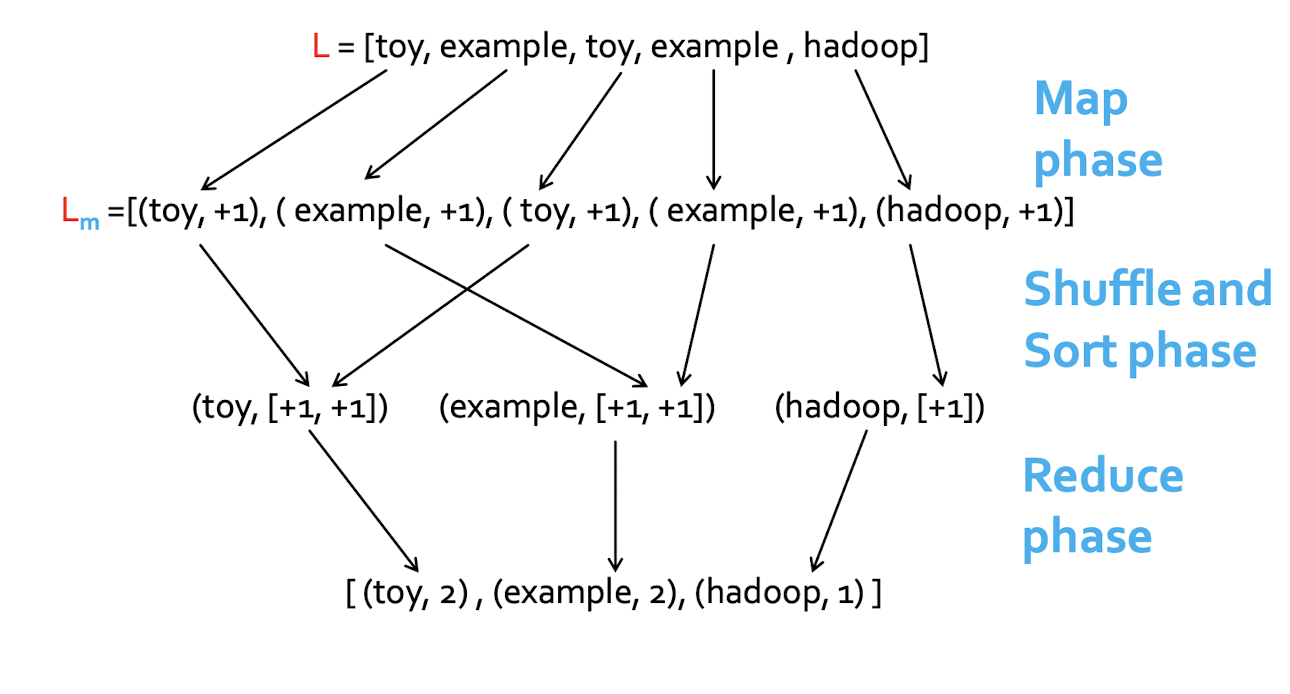 L = [toy, example, toy, example , hadoop]
Map
phase
Lm =[(toy, +1), ( example, +1), ( toy, +1), ( example, +1), (hadoop, +1)]
Shuffle and
Sort phase
(toy, [+1, +1]) (example, [+1, +1]) (hadoop, [+1])
Reduce
phase
[ (toy, 2) , (example, 2), (hadoop, 1) ]